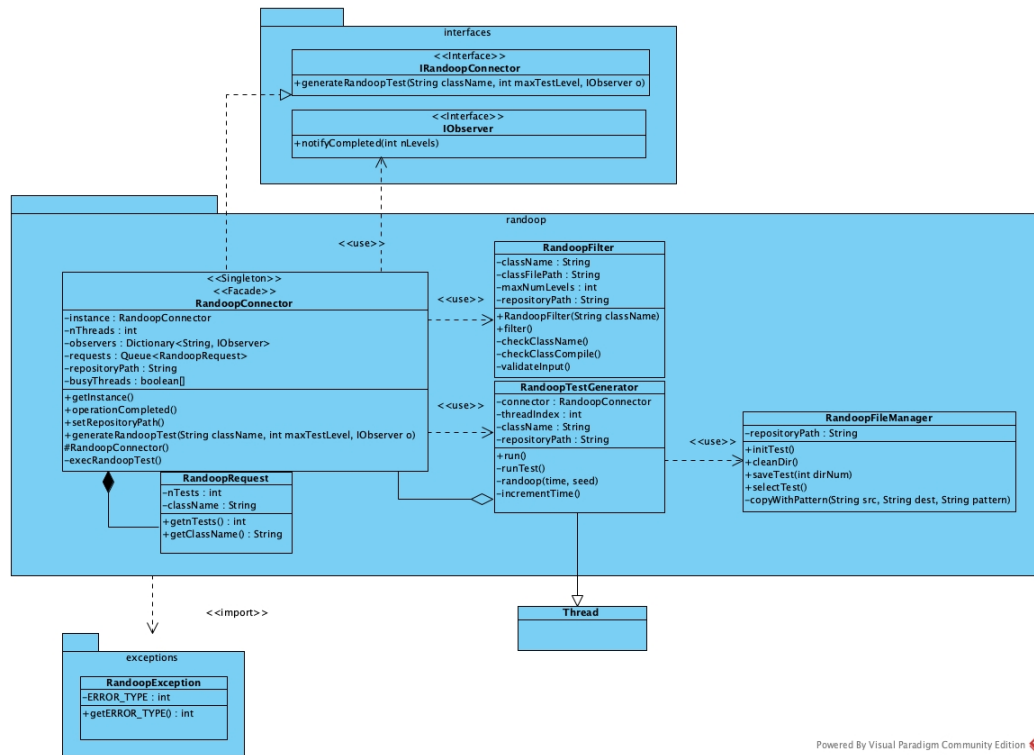 interfaces
<<Interface>>
IRandoopConnector
+generateRandoopTest(String className, int maxTestLevel, IObserver o)
<<Interface>>
IObserver
+notifyCompleted(int nLevels)
randoop
<<use>>
<<Singleton>>
<<Facade>>
RandoopConnector
-instance : RandoopConnector
-nThreads : int
-observers : Dictionary<String, IObserver>
-requests : Queue<RandoopRequest>
-repositoryPath : String
-busyThreads : boolean[]
+getInstance()
+operationCompleted()
+setRepositoryPath()
+generateRandoopTest(String className, int maxTestLevel, IObserver o)
#RandoopConnector()
-execRandoopTest()
<<use>>
RandoopFilter
-className : String
-classFilePath : String
-maxNumLevels : int
-repositoryPath : String
+RandoopFilter(String className)
+filter()
-checkClassName()
-checkClassCompile()
-validateInput()
<<use>>
RandoopTestGenerator
-connector : RandoopConnector
-threadIndex : int
-className : String
-repositoryPath : String
+run()
-runTest()
-randoop(time, seed)
-incrementTime()
<<use>>
RandoopFileManager
-repositoryPath : String
+initTest()
+cleanDir()
+saveTest(int dirNum)
+selectTest()
-copyWithPattern(String src, String dest, String pattern)
RandoopRequest
-nTests : int
-className : String
+getnTests() : int
+getClassName() : String
<<import>>
Thread
exceptions
RandoopException
-ERROR_TYPE : int
+getERROR_TYPE() : int
Powered By Visual Paradigm Community Edition